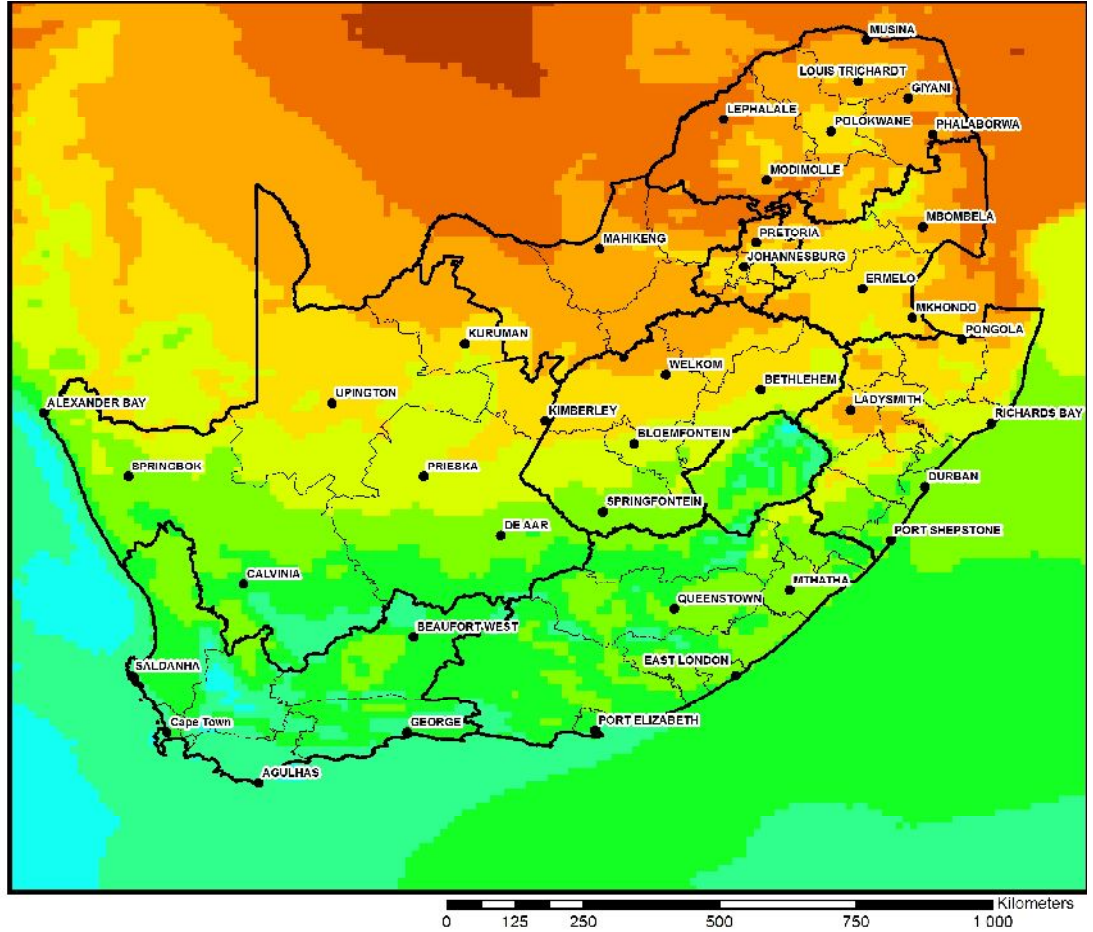 MUSINA
LOUIS TRICHARDT
GIYANI
LEPHALALE
POLOKWANE
PHALABORWA
MODIMOLLE
MBOMBELA
PRETORIA
MAHIKENG
JOHANNESBURG
ERMELO
MKHONDO
PONGOLA
KURUMAN
WELKOM
BETHLEHEM
UPINGTON
ALEXANDER BAY
KIMBERLEY
LADYSMITH
RICHARDS BAY
BLOEMFONTEIN
SPRINGBOK
PRIESKA
DURBAN
SPRINGFONTEIN
DE AAR
PORT SHEPSTONE
CALVINIA
MTHATHA
QUEENSTOWN
BEAUFORT WEST
SALDANHA
EAST LONDON
Cape Town
GEORGE
PORT ELIZABETH
AGULHAS
Kilometers
0 125 250 500 750 1 000